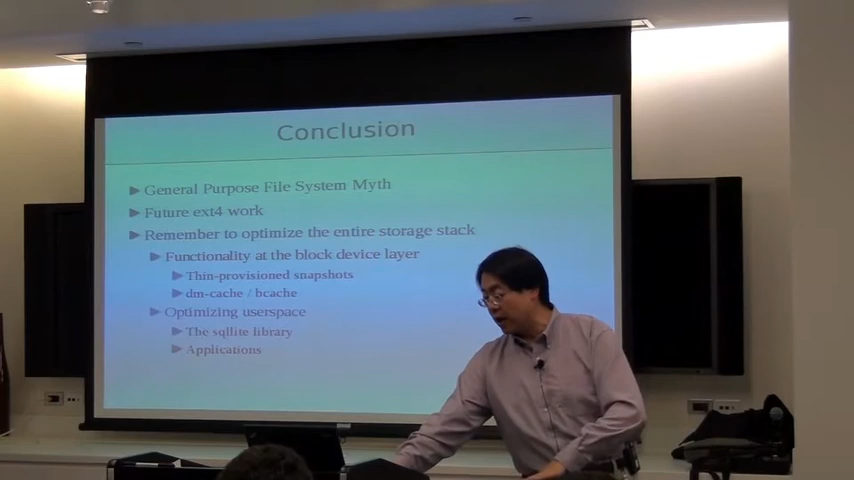 Conclusion
General Purpose File System Myth
Future ext4 work
Remember to optimize the entire storage stack
Functionality at the block device layer
Thin-provisioned snapshots
dm-cache / bcache
Optimizing userspace
The sqllite library
Applications